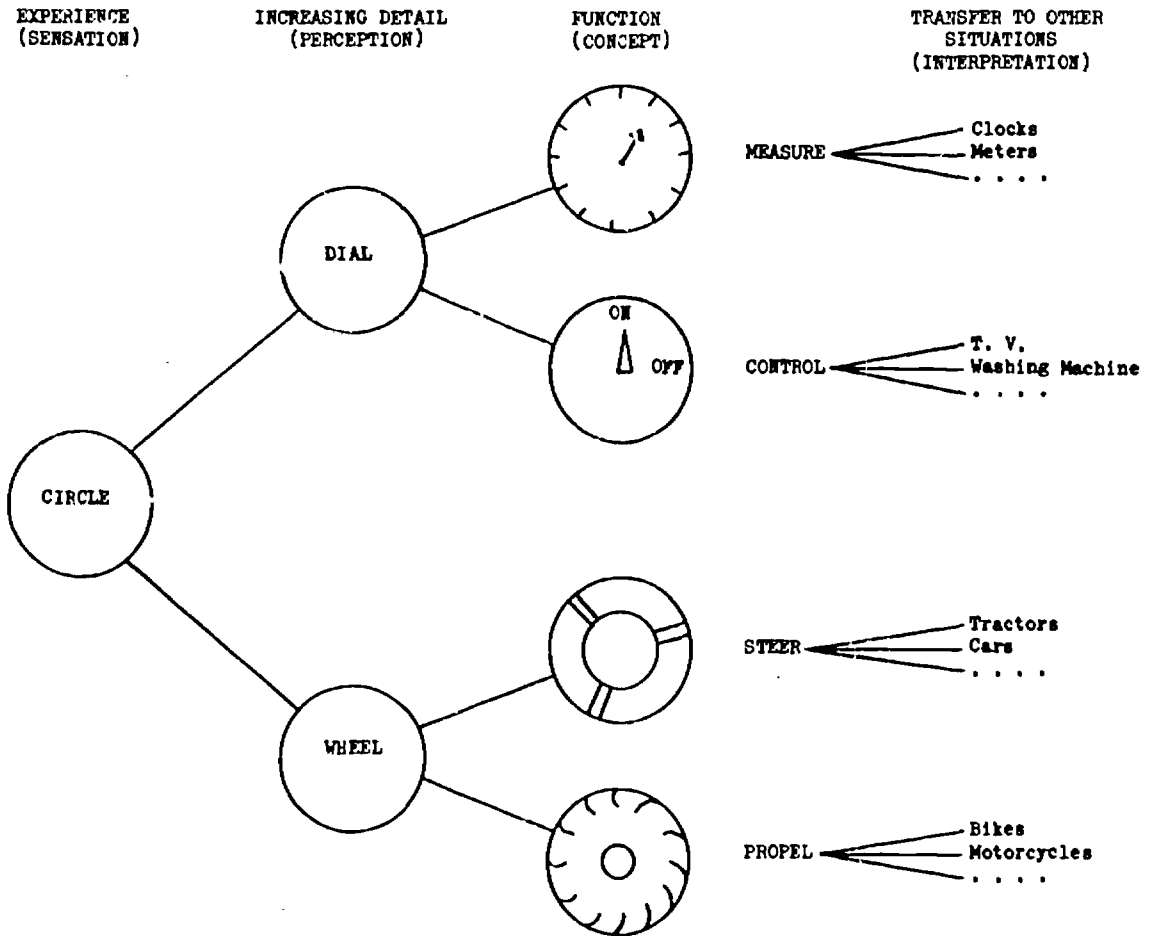 EXPERIENCE
(SENSATION)
INCREASING DETAIL
(PERCEPTION)
FUNCTION
(CONCEPT)
TRANSFER TO OTHER
SITUATIONS
(INTERPRETATION)
CIRCLE
DIAL
WHEEL
ON
OFF
MEASURE
Clocks
Meters
. . . .
CONTROL
T. V.
Washing Machine
. . . .
STEER
Tractors
Cars
. . . .
PROPEL
Bikes
Motorcycles
. . . .